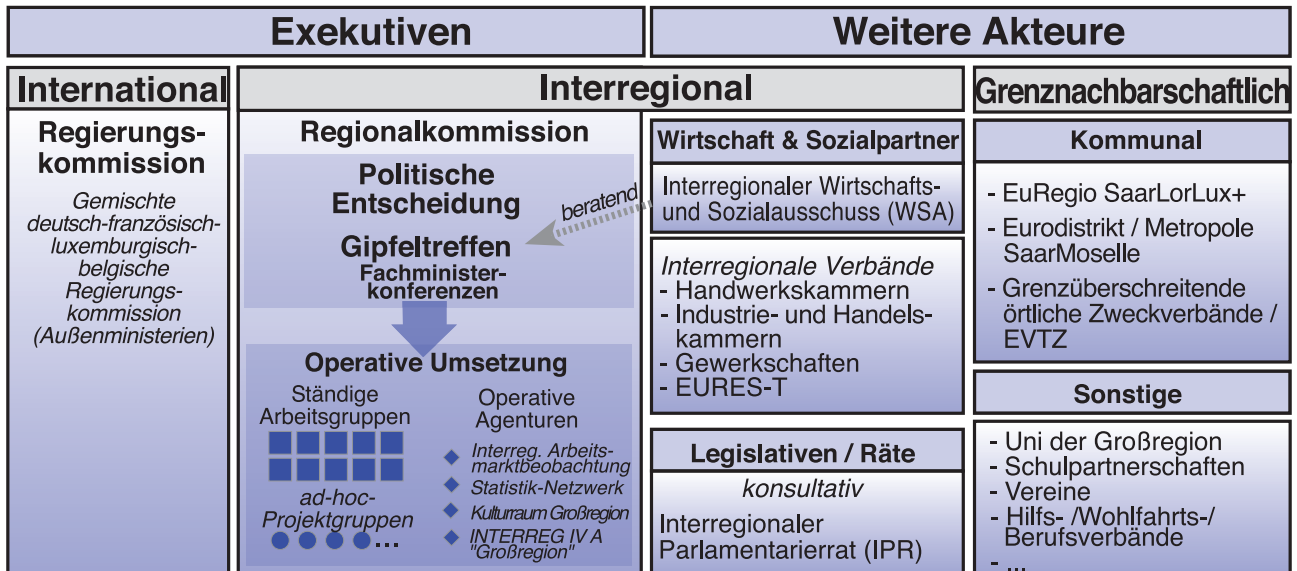 Exekutiven
Weitere Akteure
International
Interregional
Grenznachbarschaftlich
Regierungs-
kommission
Gemischte
deutsch-französisch-
luxemburgisch-
belgische
Regierungs-
kommission
(Außenministerien)
Regionalkommission
Politische
Entscheidung
Gipfeltreffen
Fachminister-
konferenzen
beratend
Operative Umsetzung
Ständige
Arbeitsgruppen
ad-hoc-
Projektgruppen
...
Operative
Agenturen
Interreg. Arbeits-
marktbeobachtung
Statistik-Netzwerk
Kulturraum Großregion
INTERREG IV A
"Großregion"
Wirtschaft & Sozialpartner
Interregionaler Wirtschafts-
und Sozialausschuss (WSA)
Interregionale Verbände
- Handwerkskammern
- Industrie- und Handels-
kammern
- Gewerkschaften
- EURES-T
Legislativen / Räte
konsultativ
Interregionaler
Parlamentarierrat (IPR)
Kommunal
- EuRegio SaarLorLux+
- Eurodistrikt / Metropole
SaarMoselle
- Grenzüberschreitende
örtliche Zweckverbände /
EVTZ
Sonstige
- Uni der Großregion
- Schulpartnerschaften
- Vereine
- Hilfs- /Wohlfahrts-/
Berufsverbände
- ...